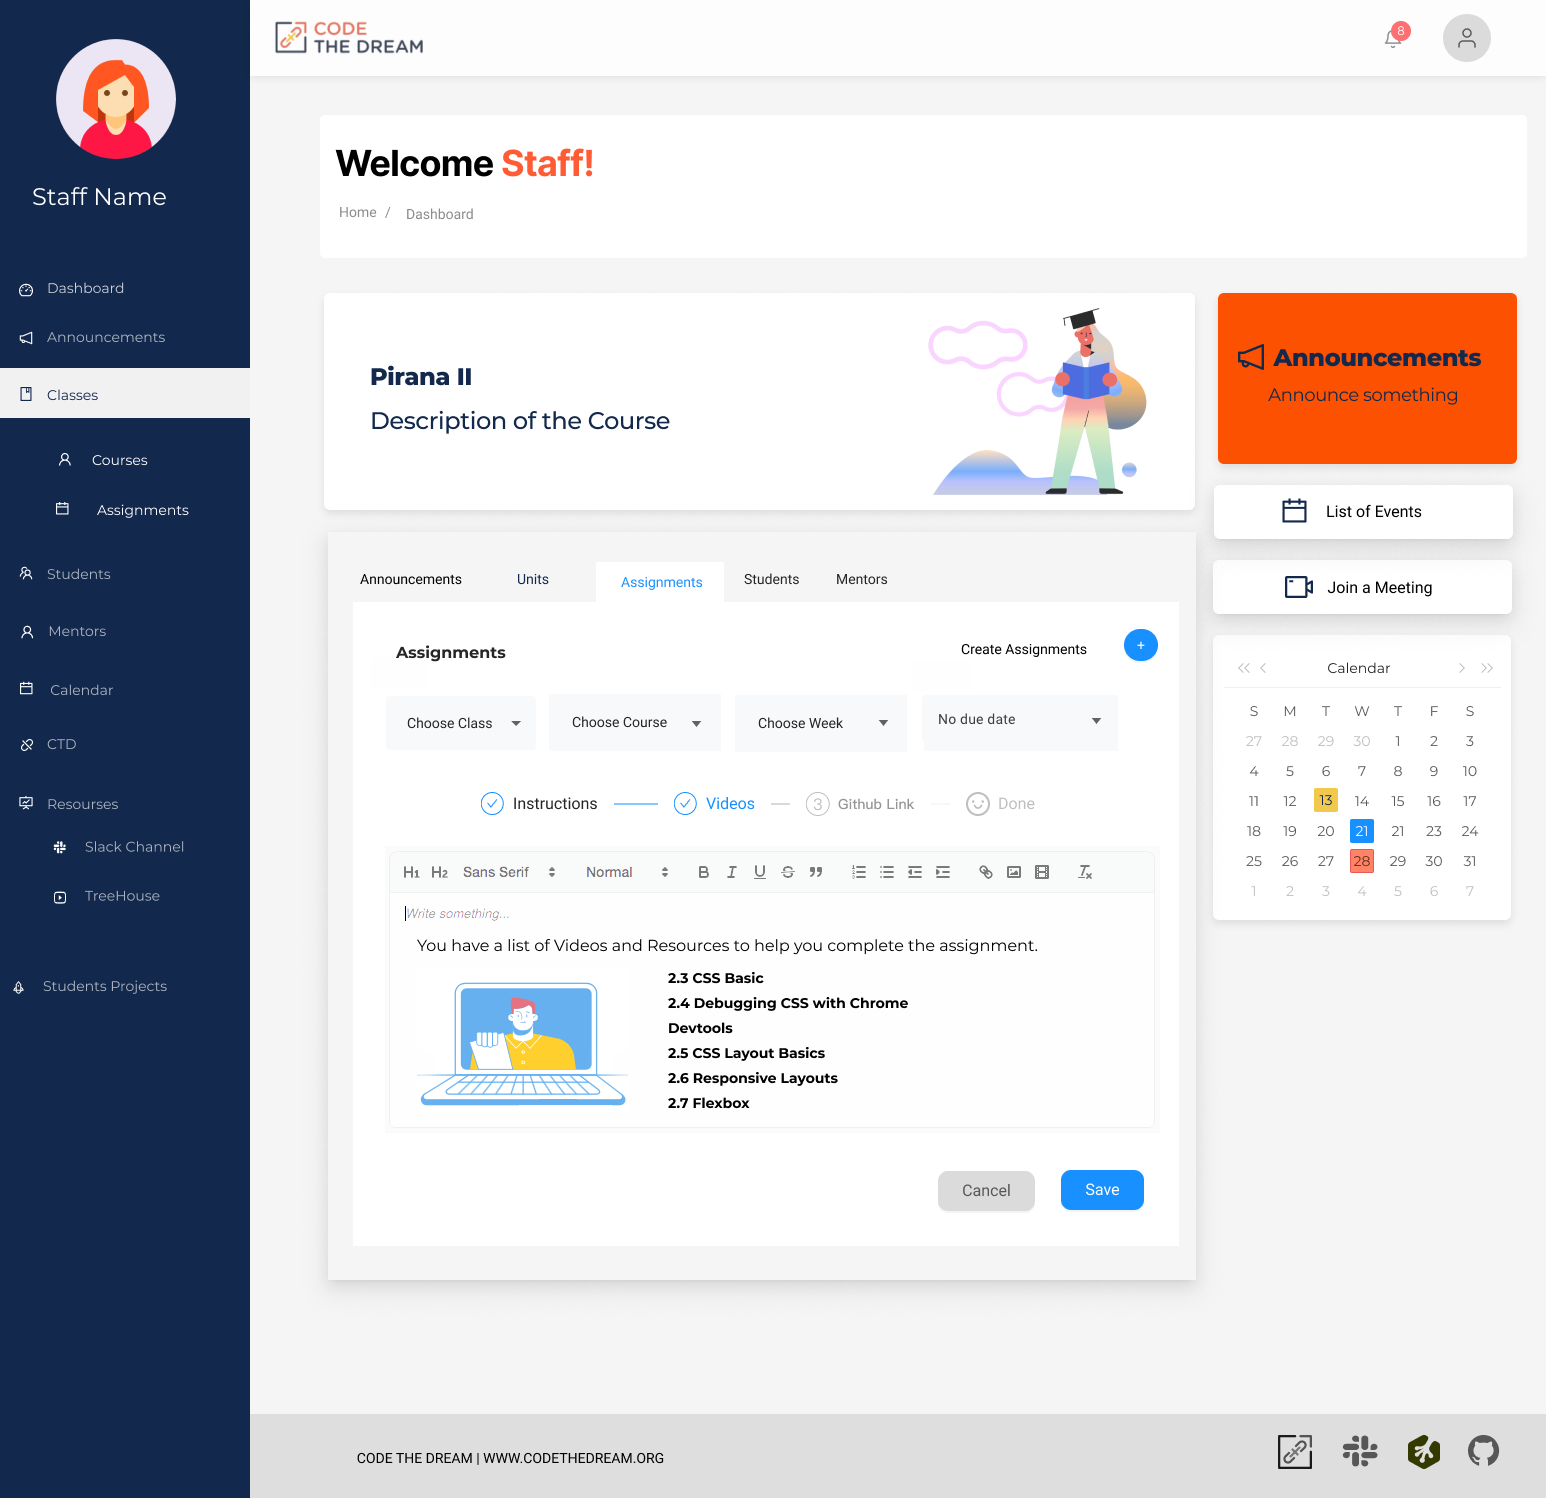 CODE
THE DREAM
8
Staff Name
Dashboard
Announcements
Classes
Courses
Assignments
Students
Mentors
Calendar
CTD
Resourses
Slack Channel
TreeHouse
Students Projects
Welcome Staff!
Home / Dashboard
Pirana II
Description of the Course
Announcements
Announce something
List of Events
Join a Meeting
Calendar
S M T W T F S
27 28 29 30 1 2 3
4 5 6 7 8 9 10
11 12 13 14 15 16 17
18 19 20 21 21 23 24
25 26 27 28 29 30 31
1 2 3 4 5 6 7
Announcements Units Assignments Students Mentors
Assignments
Create Assignments +
Choose Class Choose Course Choose Week No due date
Instructions Videos 3 Github Link Done
H1 H2 Sans Serif Normal B I U S
Write something...
You have a list of Videos and Resources to help you complete the assignment.
2.3 CSS Basic
2.4 Debugging CSS with Chrome
Devtools
2.5 CSS Layout Basics
2.6 Responsive Layouts
2.7 Flexbox
Cancel Save
CODE THE DREAM | WWW.CODETHEDREAM.ORG